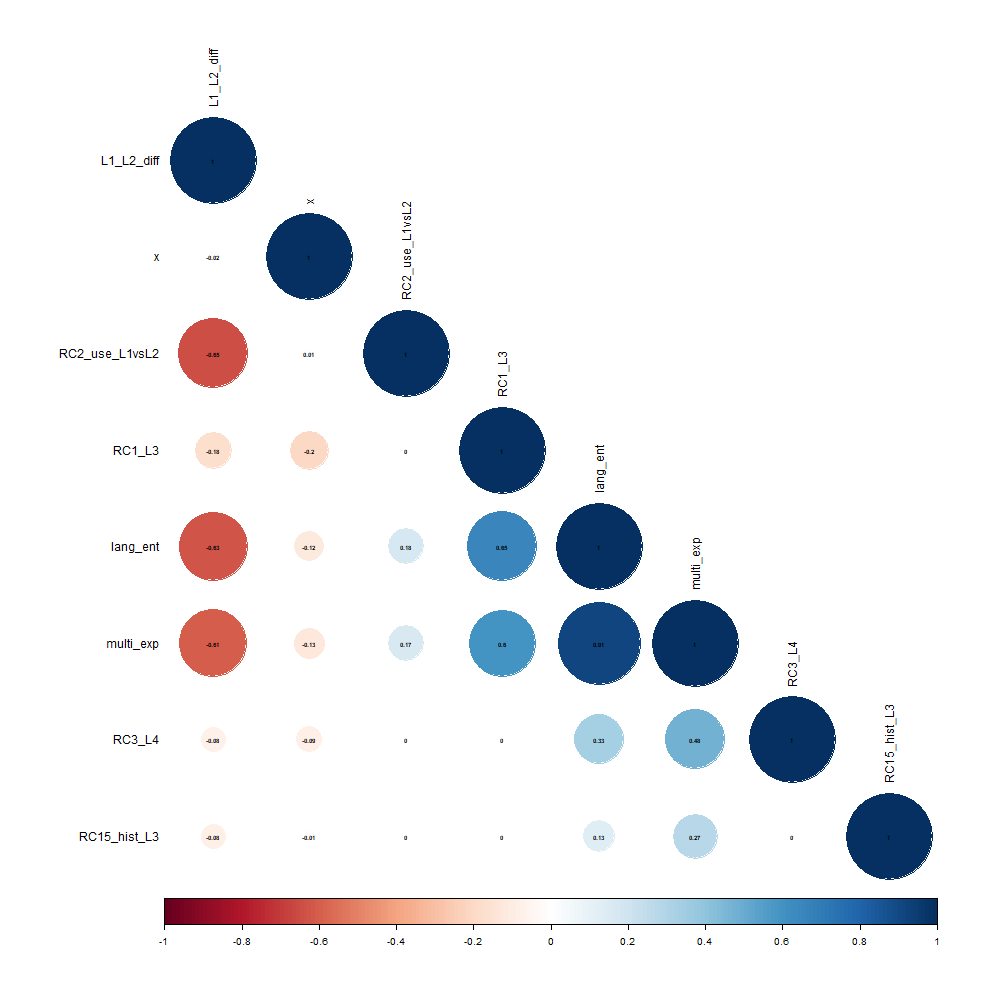 L1_L2_diff
L1_L2_diff 1
X
X -0.02 1
RC2_use_L1vsL2
RC2_use_L1vsL2 -0.65 0.01 1
RC1_L3
RC1_L3 -0.18 -0.2 0 1
lang_ent
lang_ent -0.63 -0.12 0.18 0.65 1
multi_exp
multi_exp -0.61 -0.13 0.17 0.6 0.91 1
RC3_L4
RC3_L4 -0.08 -0.09 0 0 0.33 0.48 1
RC15_hist_L3
RC15_hist_L3 -0.08 -0.01 0 0 0.13 0.27 0 1
-1 -0.8 -0.6 -0.4 -0.2 0 0.2 0.4 0.6 0.8 1